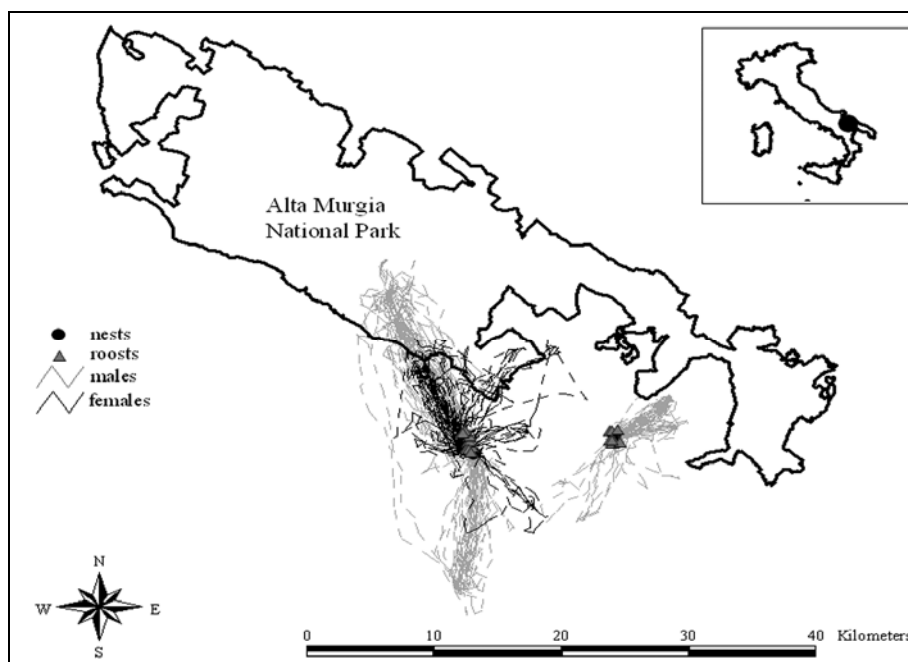 Alta Murgia
National Park
nests
roosts
males
females
N
W E
S
0 10 20 30 40 Kilometers